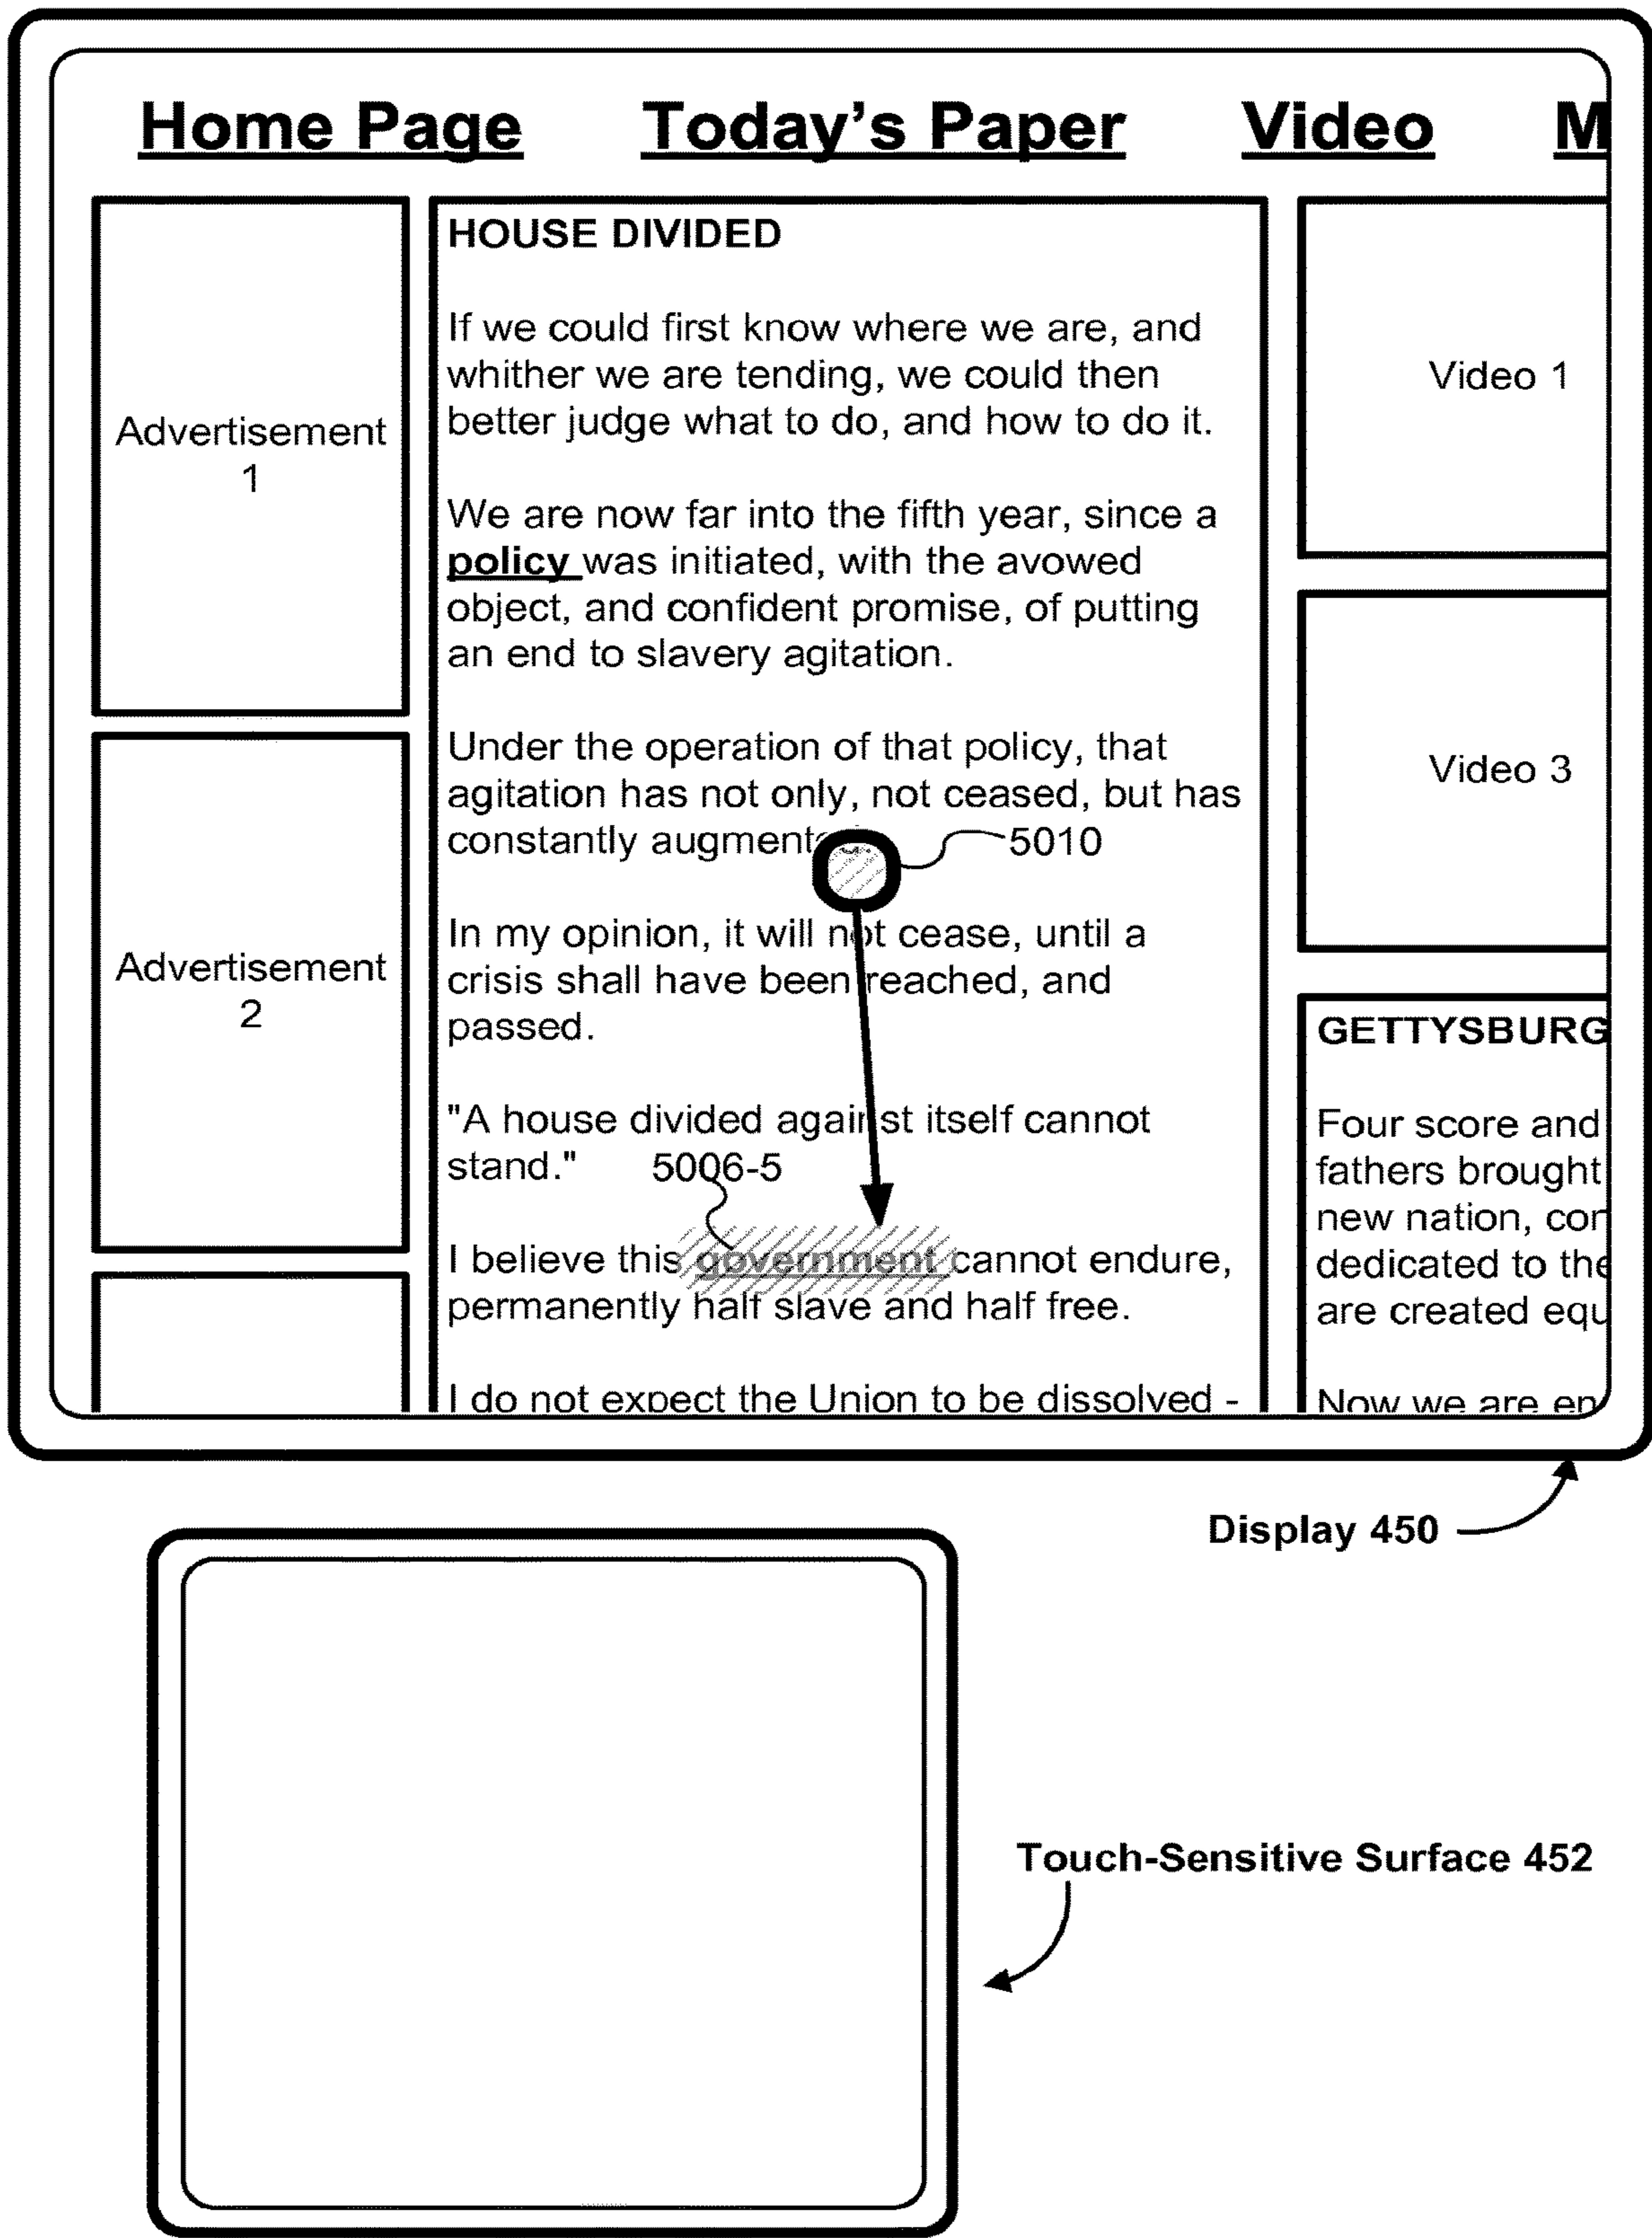 Home Page Today's Paper Video M
Advertisement
1
Advertisement
2
HOUSE DIVIDED
If we could first know where we are, and
whither we are tending, we could then
better judge what to do, and how to do it.
We are now far into the fifth year, since a
policy was initiated, with the avowed
object, and confident promise, of putting
an end to slavery agitation.
Under the operation of that policy, that
agitation has not only, not ceased, but has
constantly augmented.
5010
In my opinion, it will not cease, until a
crisis shall have been reached, and
passed.
"A house divided against itself cannot
stand."
5006-5
I believe this government cannot endure,
permanently half slave and half free.
I do not expect the Union to be dissolved -
Video 1
Video 3
GETTYSBURG
Four score and
fathers brought
new nation, con
dedicated to the
are created equ
Now we are en
Display 450
Touch-Sensitive Surface 452